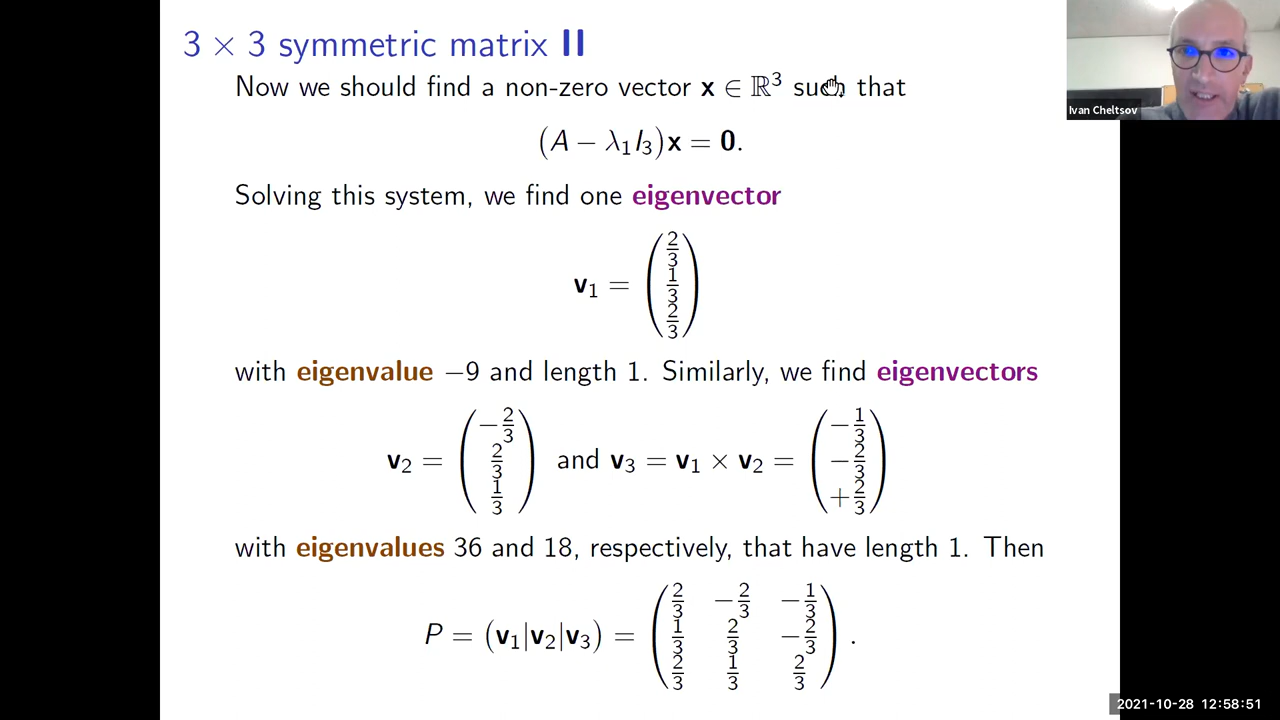 3 × 3 symmetric matrix II
Now we should find a non-zero vector x ∈ ℝ³ such that
(A − λ₁I₃)x = 0.
Solving this system, we find one eigenvector
v₁ = (2/3, 1/3, 2/3)
with eigenvalue −9 and length 1. Similarly, we find eigenvectors
v₂ = (−2/3, 2/3, 1/3) and v₃ = v₁ × v₂ = (−1/3, −2/3, +2/3)
with eigenvalues 36 and 18, respectively, that have length 1. Then
P = (v₁|v₂|v₃) = (2/3 −2/3 −1/3
1/3 2/3 −2/3
2/3 1/3 2/3).
Ivan Cheltsov
2021-10-28 12:58:51